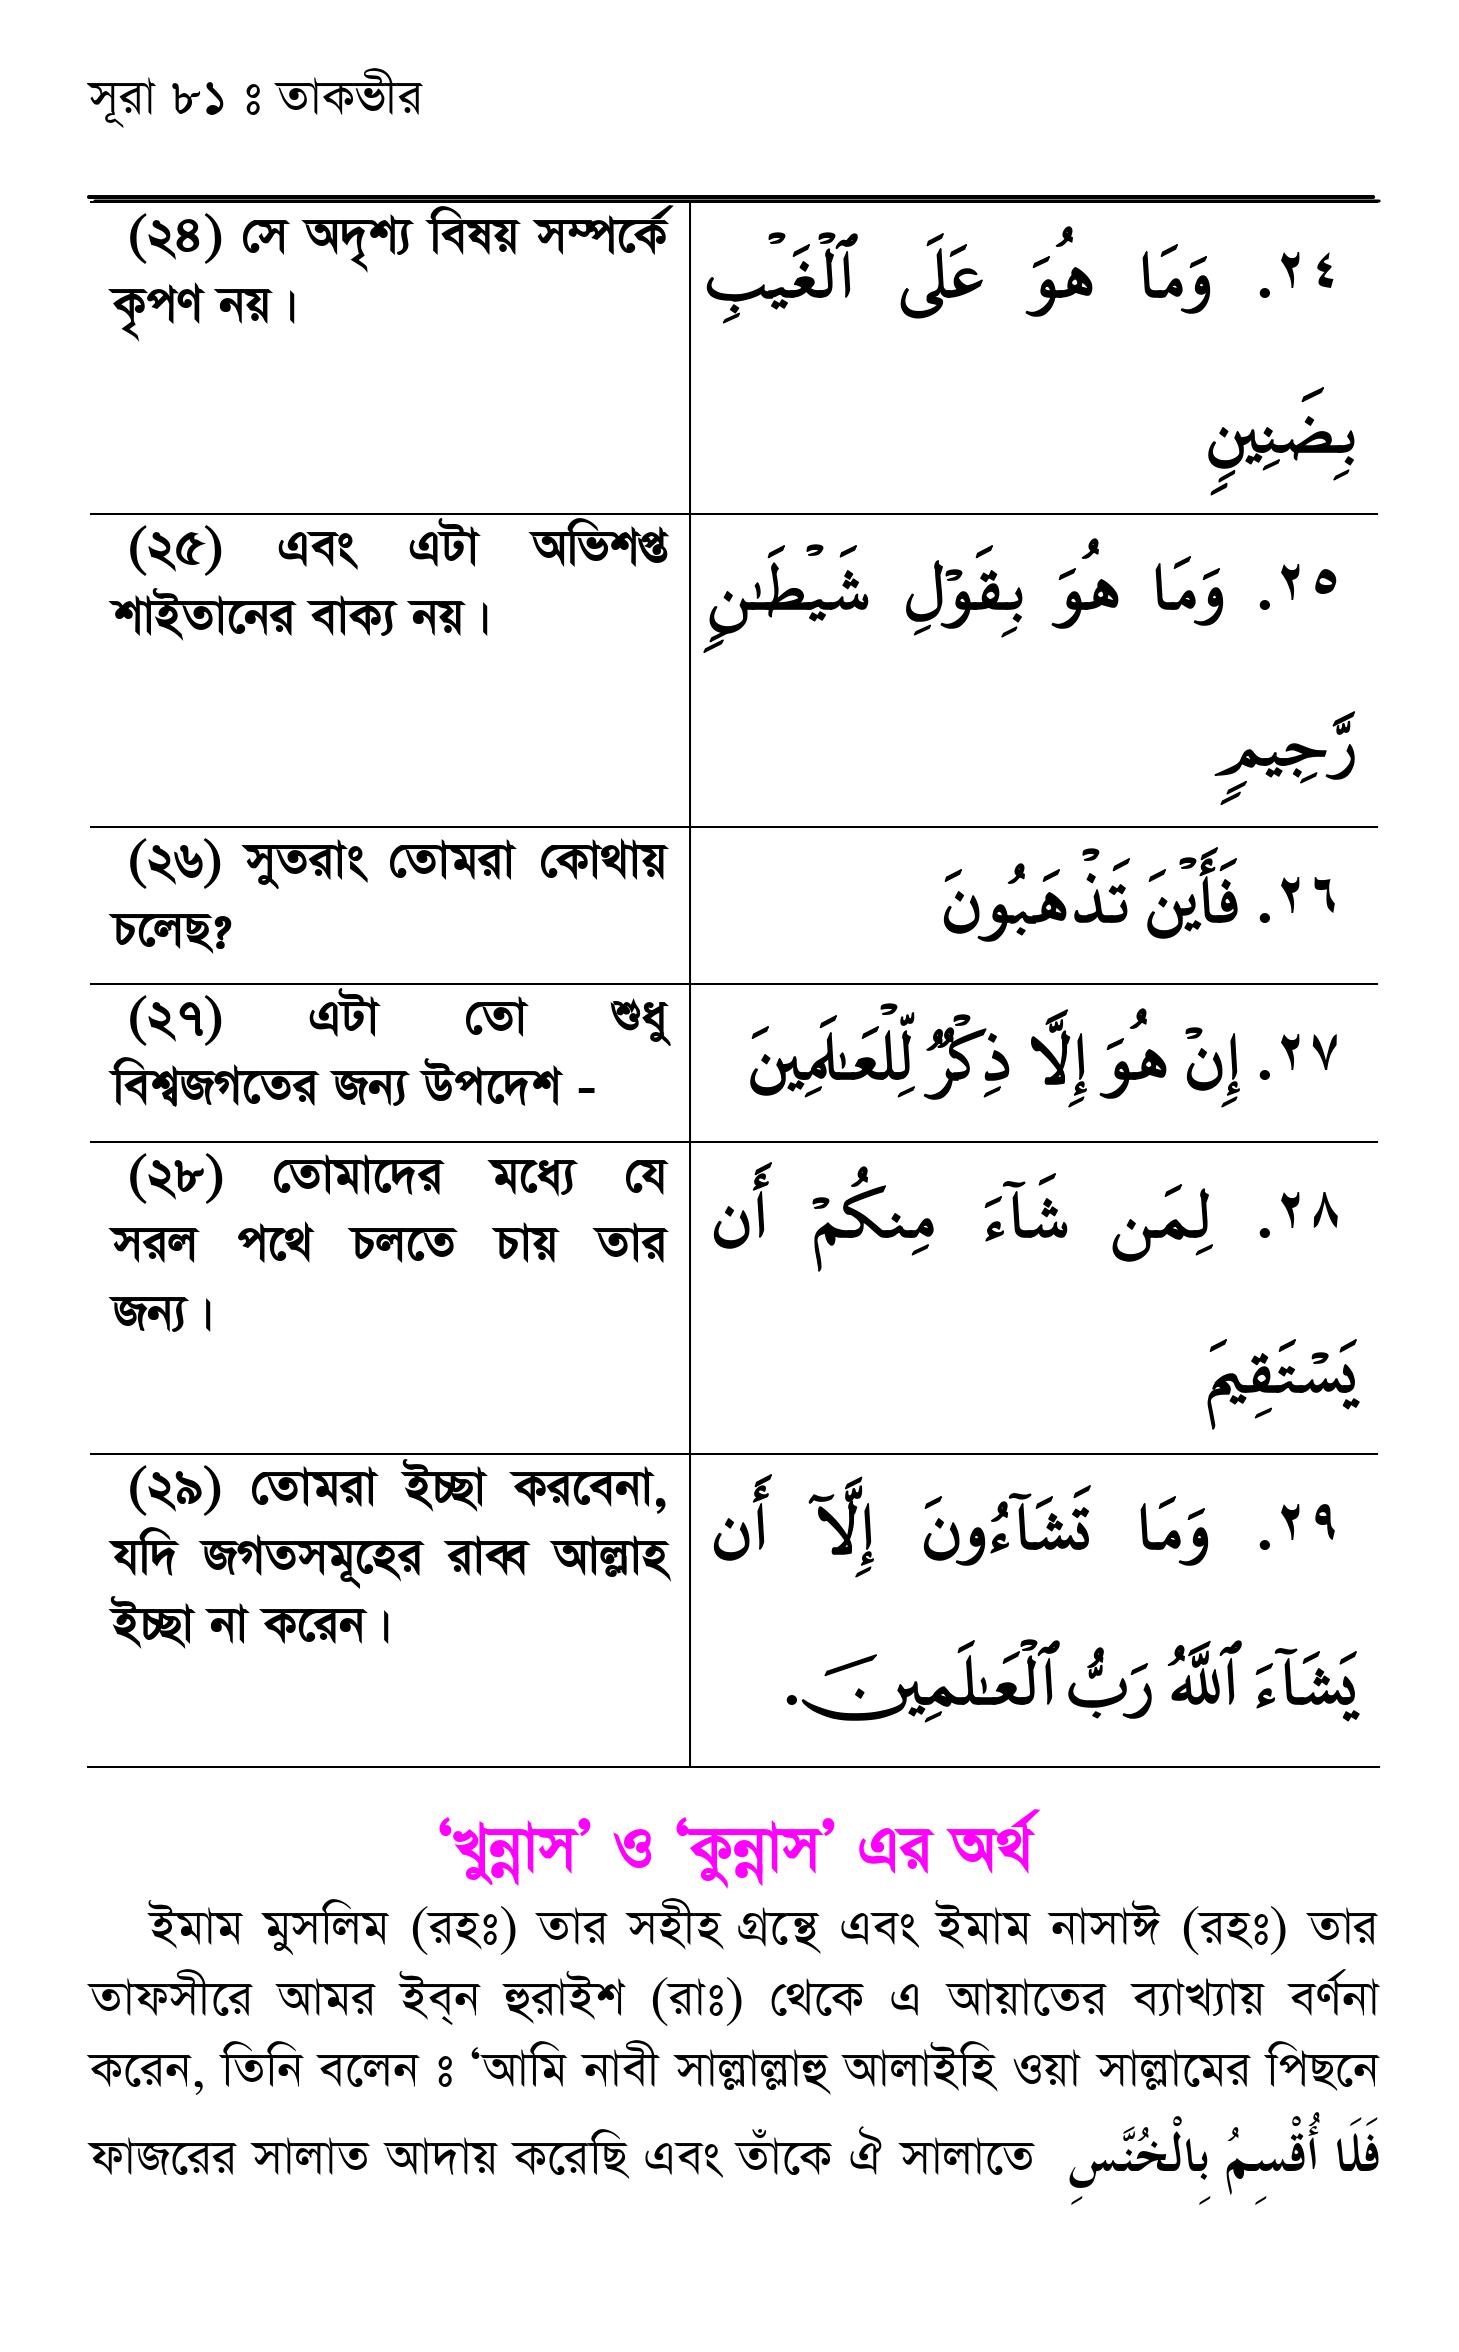 সূরা ৮১ ঃ তাকভীর
(২৪) সে অদৃশ্য বিষয় সম্পর্কে
কৃপণ নয়।
٢٤. وَمَا هُوَ عَلَى ٱلْغَيْبِ
بِضَنِينٍ
(২৫) এবং এটা অভিশপ্ত
শাইতানের বাক্য নয়।
٢٥. وَمَا هُوَ بِقَوْلِ شَيْطَـٰنٍ
رَّجِيمٍ
(২৬) সুতরাং তোমরা কোথায়
চলেছ?
٢٦. فَأَيْنَ تَذْهَبُونَ
(২৭) এটা তো শুধু
বিশ্বজগতের জন্য উপদেশ -
٢٧. إِنْ هُوَ إِلَّا ذِكْرٌ لِّلْعَـٰلَمِينَ
(২৮) তোমাদের মধ্যে যে
সরল পথে চলতে চায় তার
জন্য।
٢٨. لِمَن شَآءَ مِنكُمْ أَن
يَسْتَقِيمَ
(২৯) তোমরা ইচ্ছা করবেনা,
যদি জগতসমূহের রাব্ব আল্লাহ
ইচ্ছা না করেন।
٢٩. وَمَا تَشَآءُونَ إِلَّآ أَن
يَشَآءَ ٱللَّهُ رَبُّ ٱلْعَـٰلَمِينَ.
‘খুন্নাস’ ও ‘কুন্নাস’ এর অর্থ
ইমাম মুসলিম (রহঃ) তার সহীহ গ্রন্থে এবং ইমাম নাসাঈ (রহঃ) তার
তাফসীরে আমর ইব্‌ন হুরাইশ (রাঃ) থেকে এ আয়াতের ব্যাখ্যায় বর্ণনা
করেন, তিনি বলেন ঃ ‘আমি নাবী সাল্লাল্লাহু আলাইহি ওয়া সাল্লামের পিছনে
ফাজরের সালাত আদায় করেছি এবং তাঁকে ঐ সালাতে فَلَا أُقْسِمُ بِالْخُنَّسِ